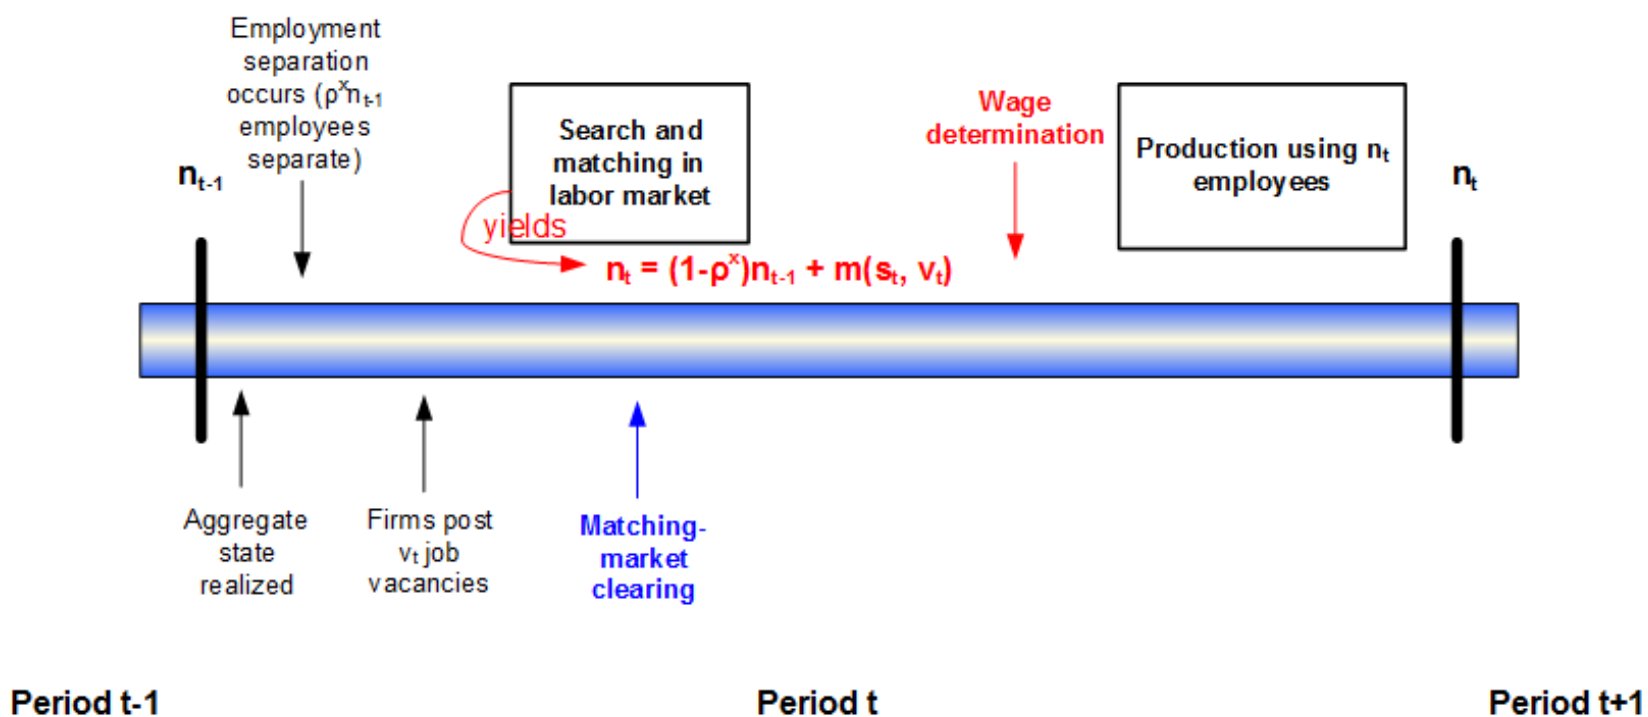 Employment
separation
occurs (ρˣnₜ₋₁
employees
separate)
nₜ₋₁
Search and
matching in
labor market
yields
nₜ = (1-ρˣ)nₜ₋₁ + m(sₜ, vₜ)
Wage
determination
Production using nₜ
employees
nₜ
Aggregate
state
realized
Firms post
vₜ job
vacancies
Matching-
market
clearing
Period t-1
Period t
Period t+1